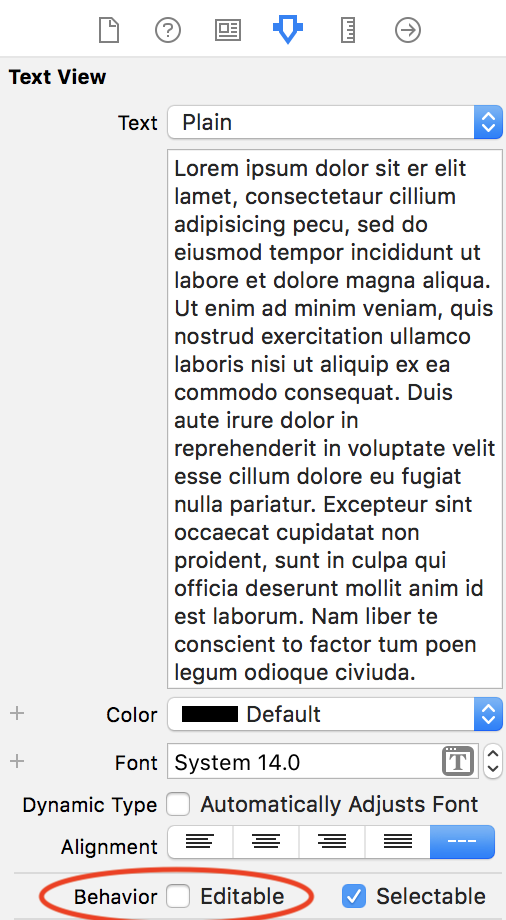 Text View
Text Plain
Lorem ipsum dolor sit er elit
lamet, consectetaur cillium
adipisicing pecu, sed do
eiusmod tempor incididunt ut
labore et dolore magna aliqua.
Ut enim ad minim veniam, quis
nostrud exercitation ullamco
laboris nisi ut aliquip ex ea
commodo consequat. Duis
aute irure dolor in
reprehenderit in voluptate velit
esse cillum dolore eu fugiat
nulla pariatur. Excepteur sint
occaecat cupidatat non
proident, sunt in culpa qui
officia deserunt mollit anim id
est laborum. Nam liber te
conscient to factor tum poen
legum odioque civiuda.
Color Default
Font System 14.0 T
Dynamic Type Automatically Adjusts Font
Alignment
Behavior Editable Selectable